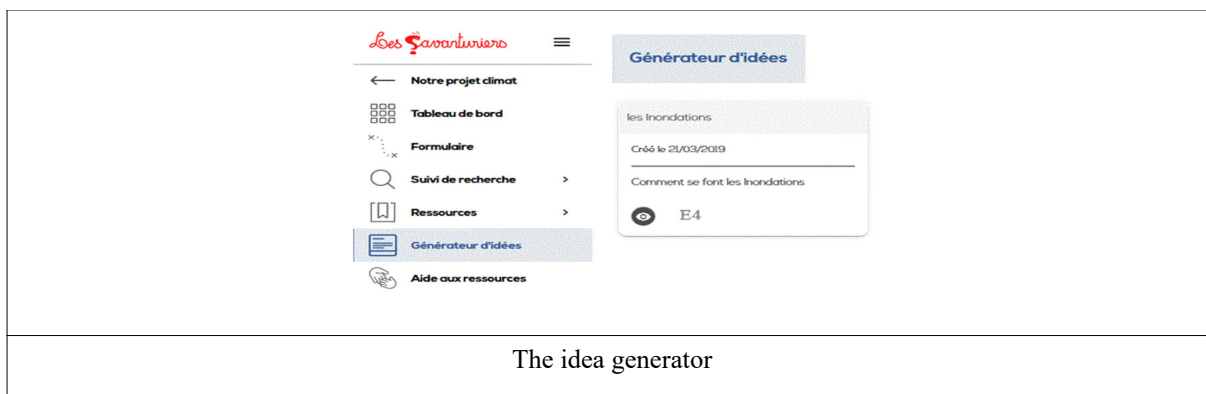 Les Savanturiers
Générateur d'idées
Notre projet climat
Tableau de bord
Formulaire
Suivi de recherche >
Ressources >
Générateur d'idées
Aide aux ressources
les Inondations
Créé le 21/03/2019
Comment se font les Inondations
E4
The idea generator